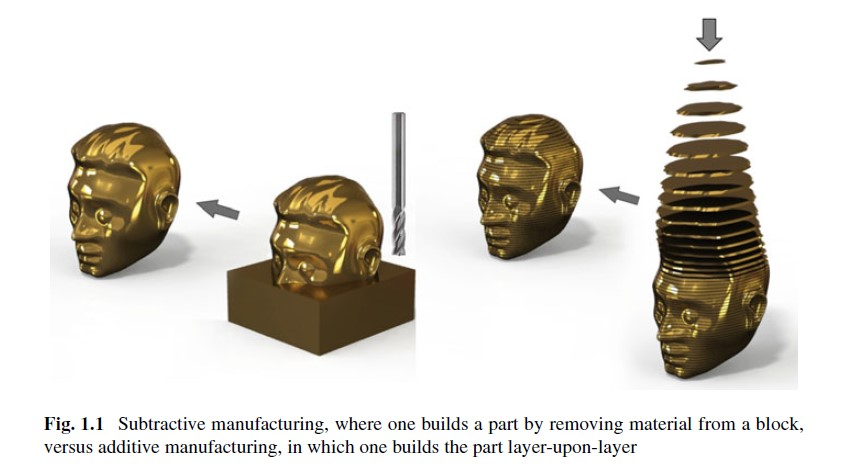 Fig. 1.1 Subtractive manufacturing, where one builds a part by removing material from a block,
versus additive manufacturing, in which one builds the part layer-upon-layer